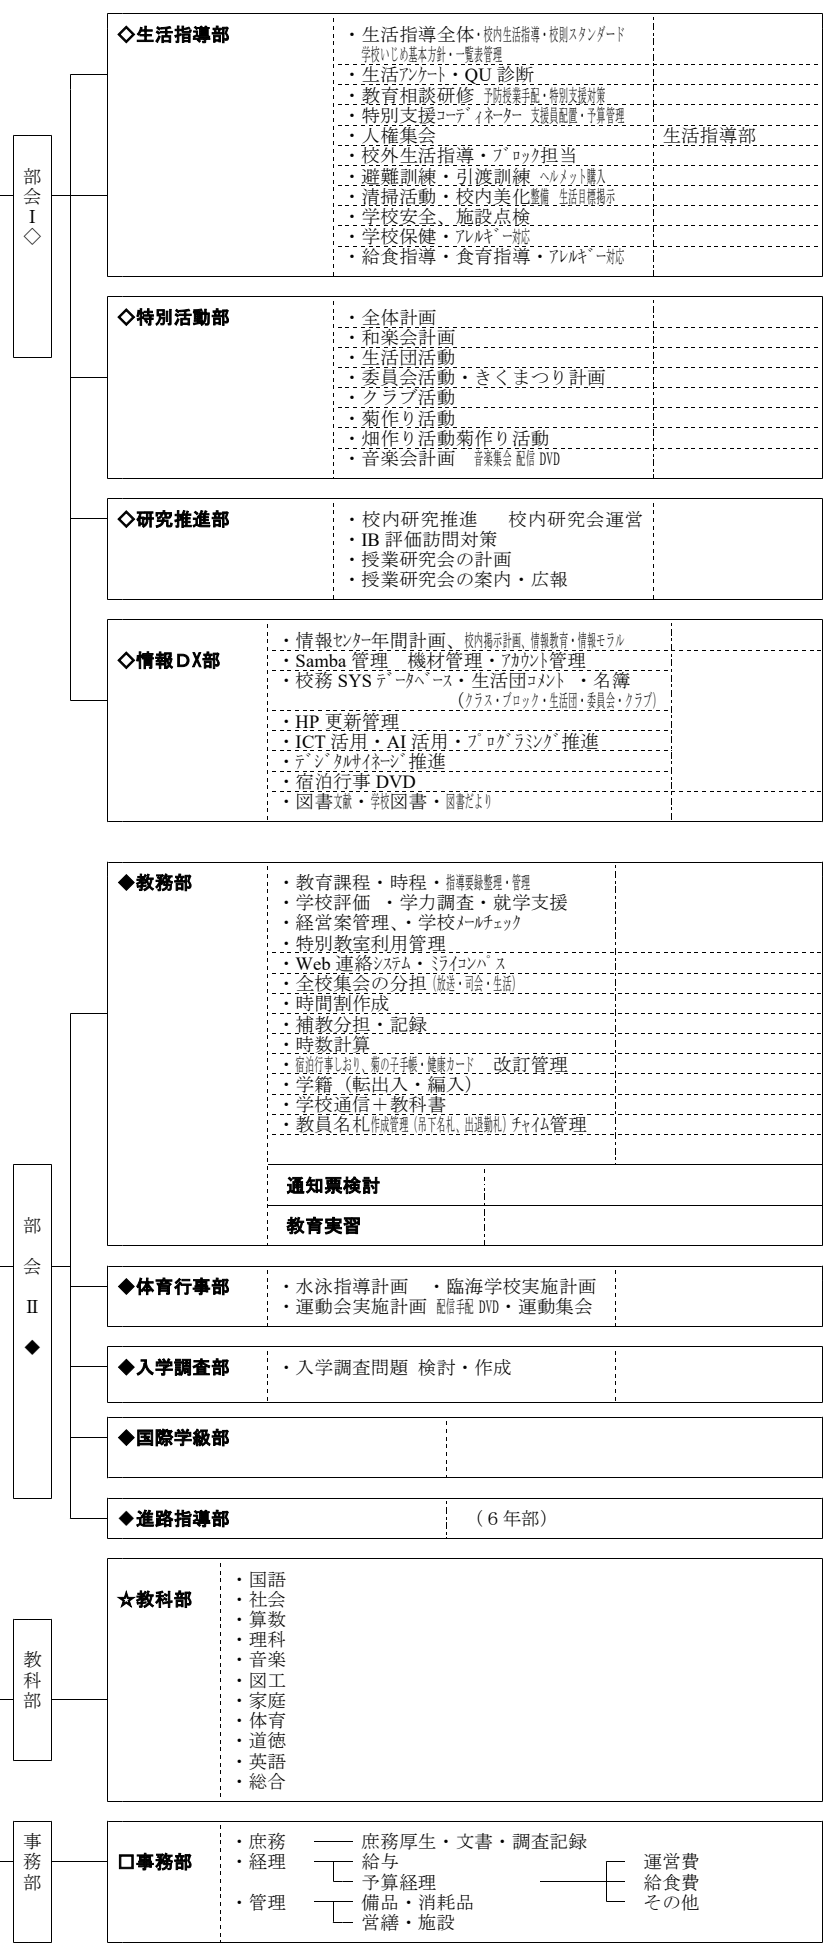 部会Ⅰ◇
◇生活指導部
・生活指導全体・校内生活指導・校則スタンダード
学校いじめ基本方針・一覧表管理
・生活アンケート・QU 診断
・教育相談研修 予防授業手配・特別支援対策
・特別支援コーディネーター 支援員配置・予算管理
・人権集会 生活指導部
・校外生活指導・ブロック担当
・避難訓練・引渡訓練 ヘルメット購入
・清掃活動・校内美化整備 生活目標掲示
・学校安全、施設点検
・学校保健・アレルギー対応
・給食指導・食育指導・アレルギー対応
◇特別活動部
・全体計画
・和楽会計画
・生活団活動
・委員会活動・きくまつり計画
・クラブ活動
・菊作り活動
・畑作り活動菊作り活動
・音楽会計画 音楽集会 配信 DVD
◇研究推進部
・校内研究推進 校内研究会運営
・IB 評価訪問対策
・授業研究会の計画
・授業研究会の案内・広報
◇情報ＤX部
・情報センター年間計画、校内掲示計画、情報教育・情報モラル
・Samba 管理 機材管理・アカウント管理
・校務 SYS データベース・生活団コメント ・名簿
（クラス・ブロック・生活団・委員会・クラブ）
・HP 更新管理
・ICT 活用・AI 活用・プログラミング推進
・デジタルサイネージ推進
・宿泊行事 DVD
・図書文献・学校図書・図書だより
部会Ⅱ◆
◆教務部
・教育課程・時程・指導要録整理・管理
・学校評価 ・学力調査・就学支援
・経営案管理、・学校メールチェック
・特別教室利用管理
・Web 連絡システム・ミライコンパス
・全校集会の分担（放送・司会・生活）
・時間割作成
・補教分担・記録
・時数計算
・宿泊行事しおり、菊の子手帳・健康カード 改訂管理
・学籍（転出入・編入）
・学校通信＋教科書
・教員名札作成管理（吊下名札、出退勤札）チャイム管理
通知票検討
教育実習
◆体育行事部
・水泳指導計画 ・臨海学校実施計画
・運動会実施計画 配信手配 DVD・運動集会
◆入学調査部
・入学調査問題 検討・作成
◆国際学級部
◆進路指導部 （６年部）
教科部
☆教科部
・国語
・社会
・算数
・理科
・音楽
・図工
・家庭
・体育
・道徳
・英語
・総合
事務部
□事務部
・庶務 庶務厚生・文書・調査記録
・経理 給与 運営費
予算経理 給食費
・管理 備品・消耗品 その他
営繕・施設